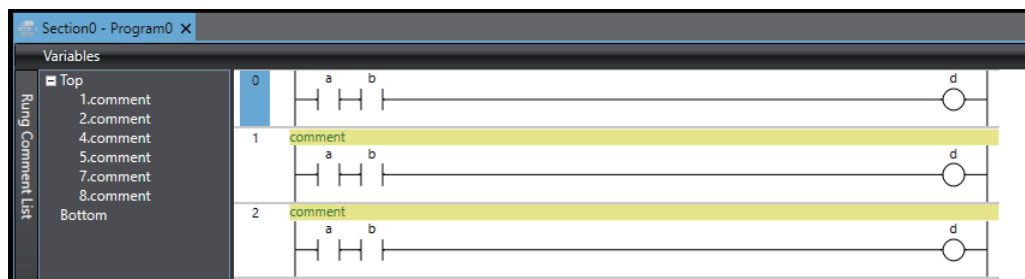 Section0 - Program0 X
Variables
Rung Comment List
Top
1.comment
2.comment
4.comment
5.comment
7.comment
8.comment
Bottom
0
a b d
1 comment
a b d
2 comment
a b d